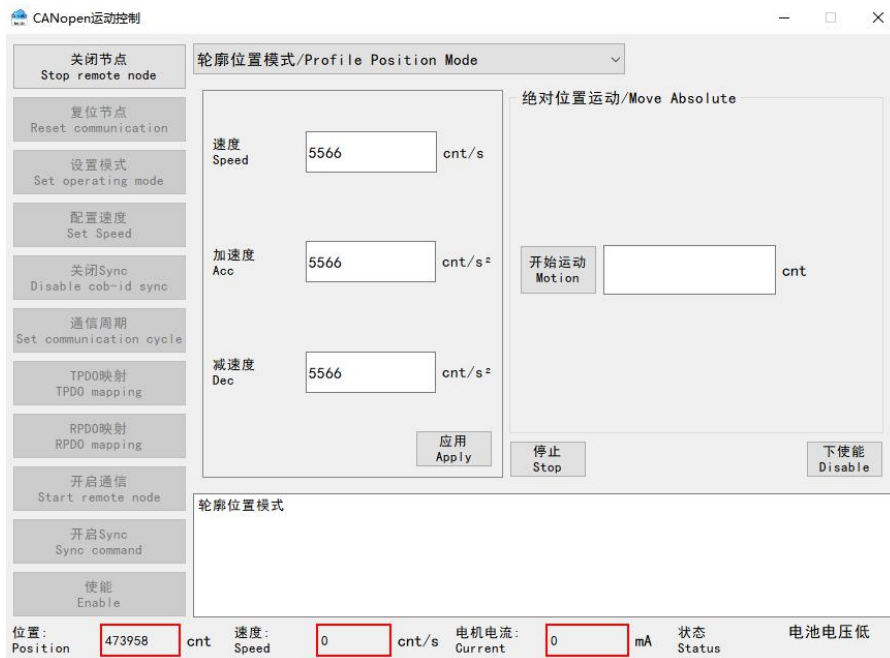 CANopen运动控制
关闭节点
Stop remote node
轮廓位置模式/Profile Position Mode
复位节点
Reset communication
设置模式
Set operating mode
配置速度
Set Speed
关闭Sync
Disable cob-id sync
通信周期
Set communication cycle
TPDO映射
TPDO mapping
RPDO映射
RPDO mapping
开启通信
Start remote node
开启Sync
Sync command
使能
Enable
速度
Speed
5566
cnt/s
加速度
Acc
5566
cnt/s²
减速度
Dec
5566
cnt/s²
应用
Apply
绝对位置运动/Move Absolute
开始运动
Motion
cnt
停止
Stop
下使能
Disable
轮廓位置模式
位置:
Position
473958
cnt
速度:
Speed
0
cnt/s
电机电流:
Current
0
mA
状态
Status
电池电压低